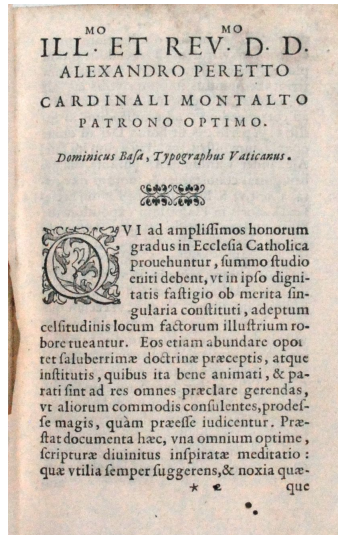 MO MO
ILL. ET REV. D. D.
ALEXANDRO PERETTO
CARDINALI MONTALTO
PATRONO OPTIMO.
Dominicus Basa, Typographus Vaticanus.
QVI ad amplissimos honorum
gradus in Ecclesia Catholica
prouehuntur, summo studio
eniti debent, vt in ipso digni-
tatis fastigio ob merita sin-
gularia constituti, adeptum
celsitudinis locum factorum illustrium ro-
bore tueantur. Eos etiam abundare opor
tet saluberrimæ doctrinæ præceptis, atque
institutis, quibus ita bene animati, & pa-
rati sint ad res omnes præclare gerendas,
vt aliorum commodis consulentes, prodes-
se magis, quàm præesse iudicentur. Præ-
stat documenta hæc, vna omnium optime,
scripturæ diuinitus inspiratæ meditatio:
quæ vtilia semper suggerens, & noxia quæ-
* 2 que